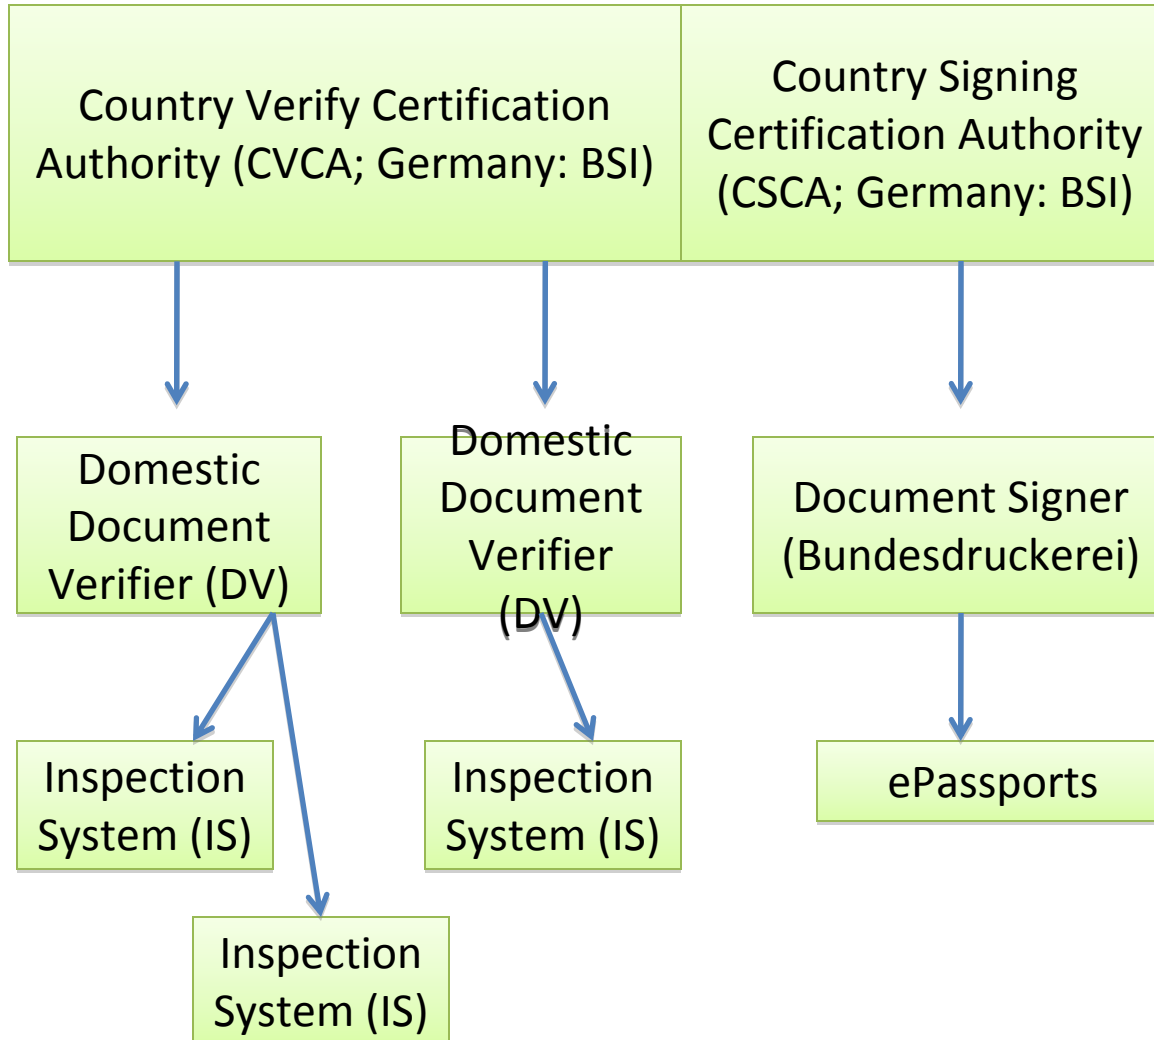 Country Verify Certification
Authority (CVCA; Germany: BSI)
Country Signing
Certification Authority
(CSCA; Germany: BSI)
Domestic
Document
Verifier (DV)
Domestic
Document
Verifier
(DV)
Document Signer
(Bundesdruckerei)
Inspection
System (IS)
Inspection
System (IS)
ePassports
Inspection
System (IS)